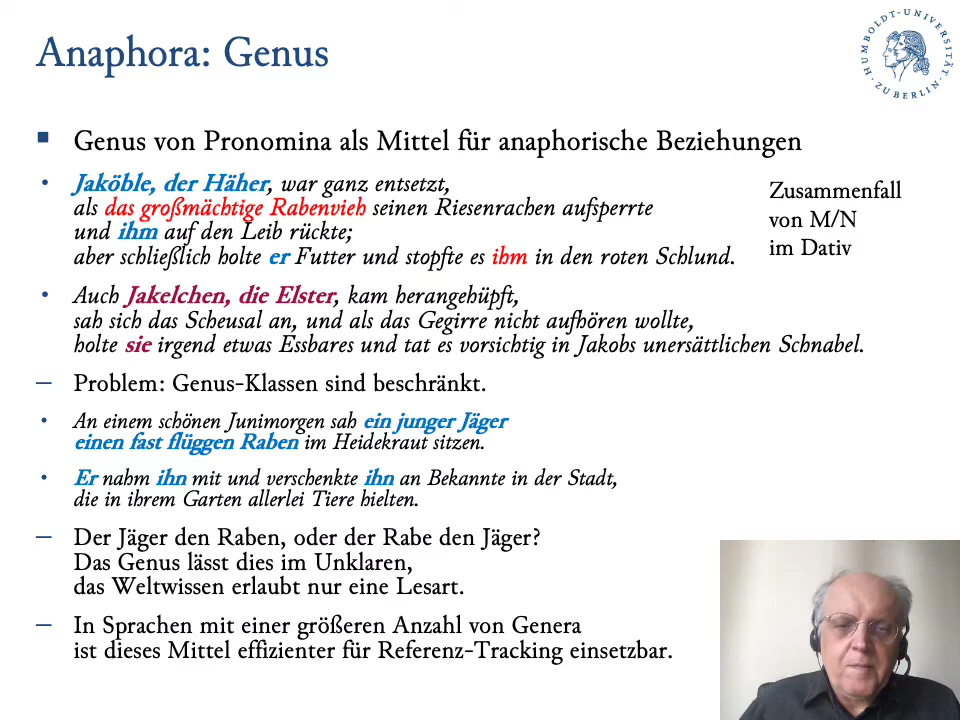 Anaphora: Genus
HUMBOLDT-UNIVERSITÄT ZU BERLIN
Genus von Pronomina als Mittel für anaphorische Beziehungen
Jaköble, der Häher, war ganz entsetzt,
als das großmächtige Rabenvieh seinen Riesenrachen aufsperrte
und ihm auf den Leib rückte;
aber schließlich holte er Futter und stopfte es ihm in den roten Schlund.
Zusammenfall
von M/N
im Dativ
Auch Jakelchen, die Elster, kam herangehüpft,
sah sich das Scheusal an, und als das Gegirre nicht aufhören wollte,
holte sie irgend etwas Essbares und tat es vorsichtig in Jakobs unersättlichen Schnabel.
– Problem: Genus-Klassen sind beschränkt.
An einem schönen Junimorgen sah ein junger Jäger
einen fast flüggen Raben im Heidekraut sitzen.
Er nahm ihn mit und verschenkte ihn an Bekannte in der Stadt,
die in ihrem Garten allerlei Tiere hielten.
– Der Jäger den Raben, oder der Rabe den Jäger?
Das Genus lässt dies im Unklaren,
das Weltwissen erlaubt nur eine Lesart.
– In Sprachen mit einer größeren Anzahl von Genera
ist dieses Mittel effizienter für Referenz-Tracking einsetzbar.